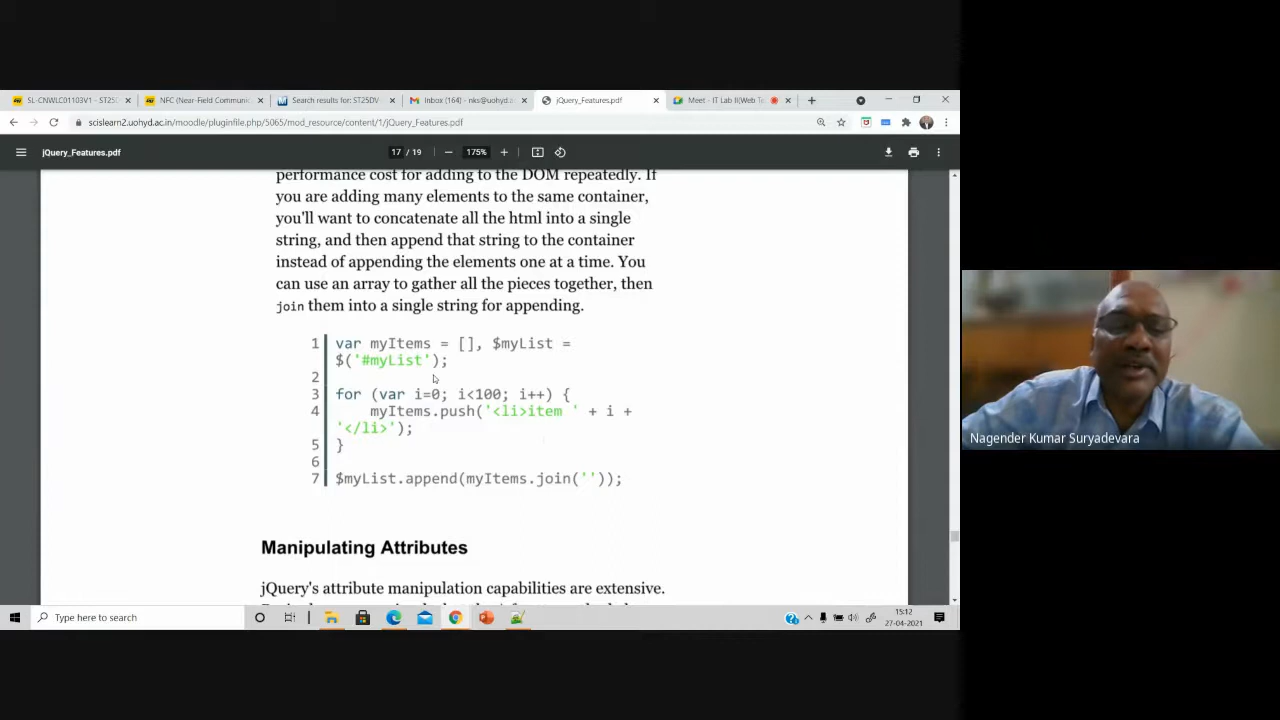 SL-CNWLC01103V1 - ST25D
NFC (Near-Field Communic
Search results for: ST25DV
Inbox (164) - nks@uohyd.ac
jQuery_Features.pdf
Meet - IT Lab II(Web Te
scislearn2.uohyd.ac.in/moodle/pluginfile.php/5065/mod_resource/content/1/jQuery_Features.pdf
jQuery_Features.pdf
17 / 19
175%
performance cost for adding to the DOM repeatedly. If
you are adding many elements to the same container,
you'll want to concatenate all the html into a single
string, and then append that string to the container
instead of appending the elements one at a time. You
can use an array to gather all the pieces together, then
join them into a single string for appending.
1 var myItems = [], $myList =
$('#myList');
2
3 for (var i=0; i<100; i++) {
4 myItems.push('<li>item ' + i +
'</li>');
5 }
6
7 $myList.append(myItems.join(''));
Manipulating Attributes
jQuery's attribute manipulation capabilities are extensive.
Nagender Kumar Suryadevara
Type here to search
15:12
27-04-2021